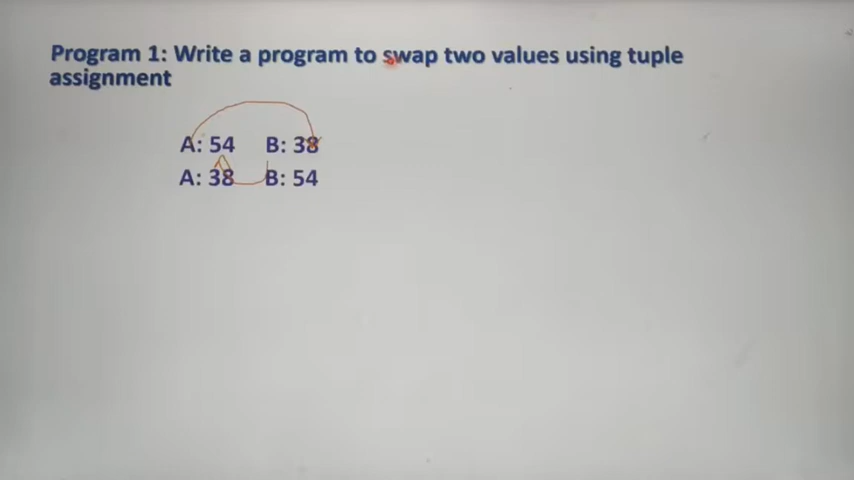 Program 1: Write a program to swap two values using tuple
assignment
A: 54 B: 38
A: 38 B: 54